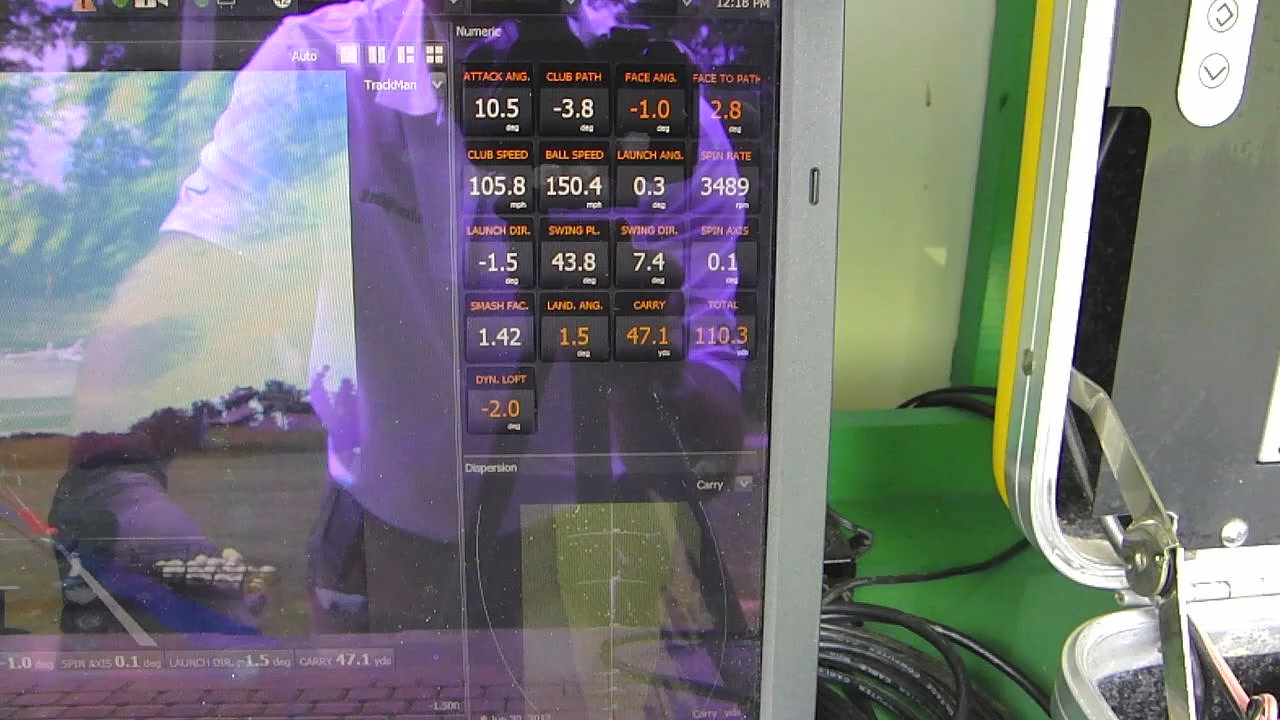 12:18 PM
Numeric
Auto
TrackMan
ATTACK ANG. CLUB PATH FACE ANG. FACE TO PATH
10.5 -3.8 -1.0 2.8
deg deg deg deg
CLUB SPEED BALL SPEED LAUNCH ANG. SPIN RATE
105.8 150.4 0.3 3489
mph mph deg rpm
LAUNCH DIR. SWING PL. SWING DIR. SPIN AXIS
-1.5 43.8 7.4 0.1
deg deg deg deg
SMASH FAC. LAND. ANG. CARRY TOTAL
1.42 1.5 47.1 110.3
deg yds yds
DYN. LOFT
-2.0
deg
Dispersion
Carry
-1.0 deg SPIN AXIS 0.1 deg LAUNCH DIR. -1.5 deg CARRY 47.1 yds
-1.500
Carry yds